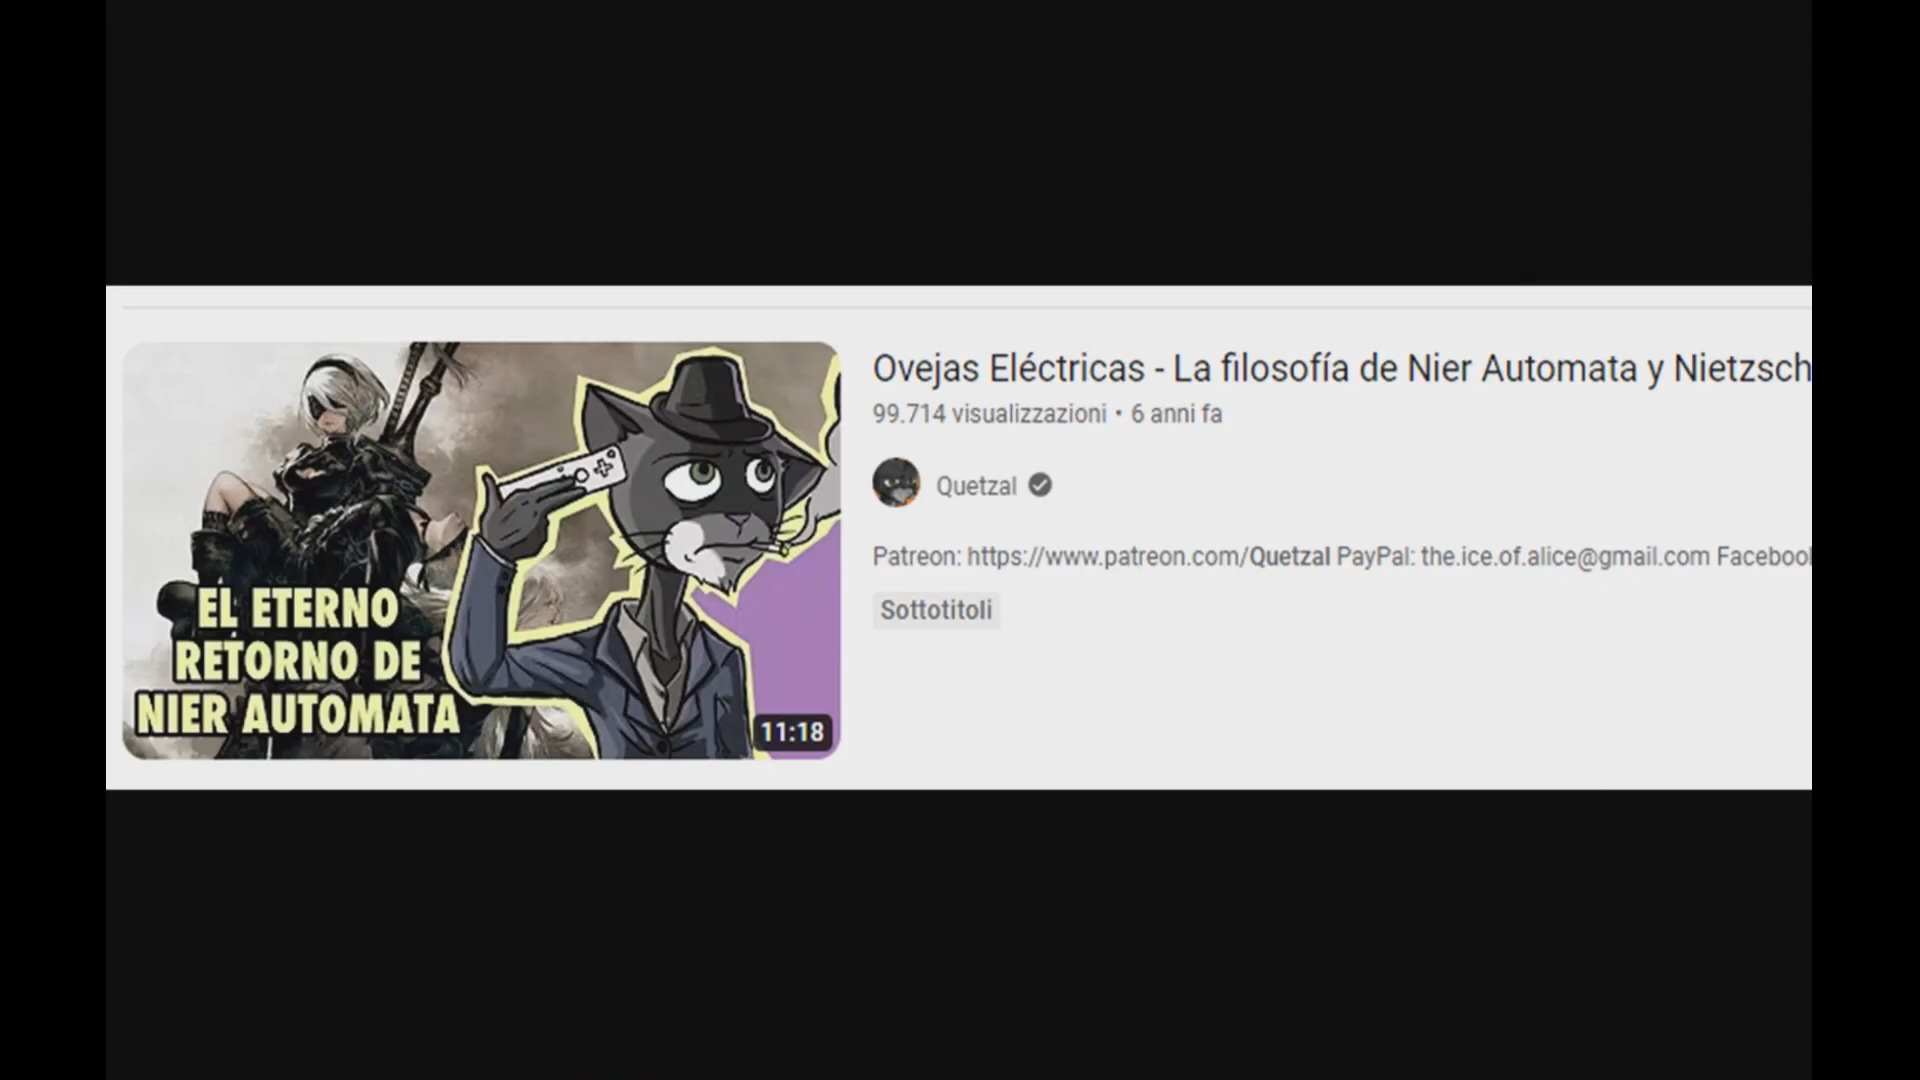 EL ETERNO
RETORNO DE
NIER AUTOMATA
11:18
Ovejas Eléctricas - La filosofía de Nier Automata y Nietzsch
99.714 visualizzazioni • 6 anni fa
Quetzal
Patreon: https://www.patreon.com/Quetzal PayPal: the.ice.of.alice@gmail.com Facebook
Sottotitoli